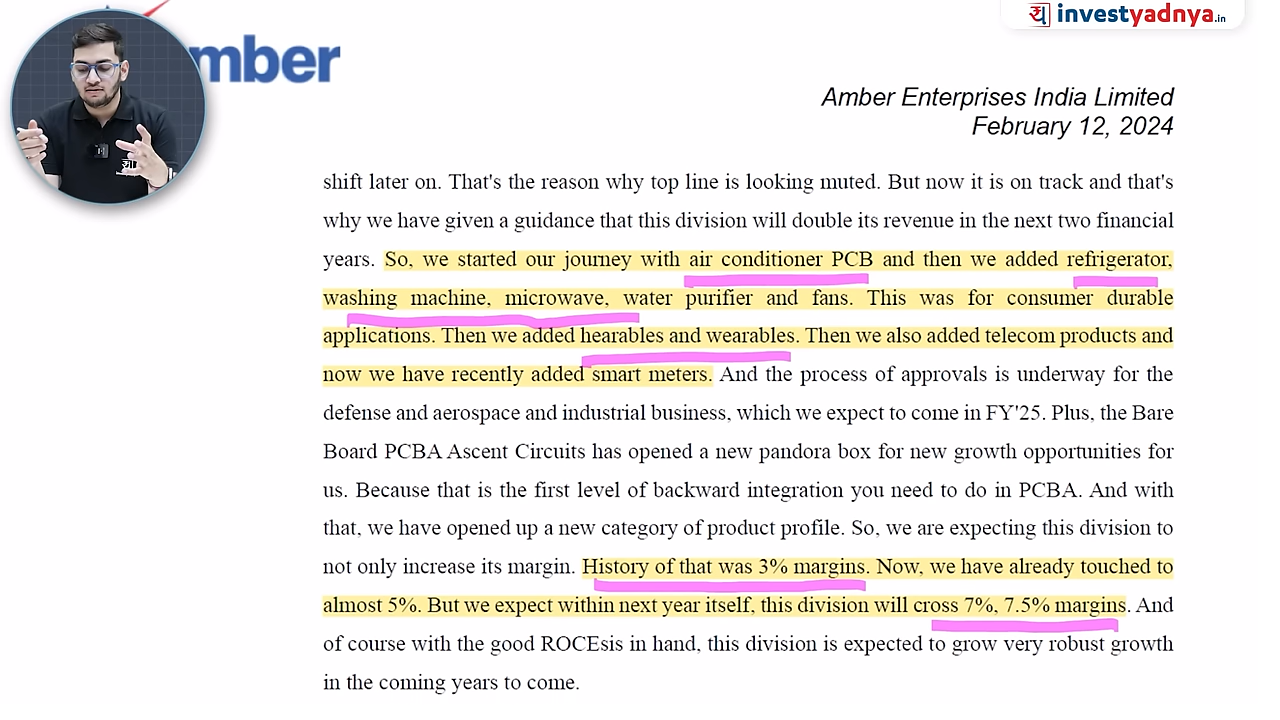 investyadnya.in
mber
Amber Enterprises India Limited
February 12, 2024
shift later on. That's the reason why top line is looking muted. But now it is on track and that's
why we have given a guidance that this division will double its revenue in the next two financial
years. So, we started our journey with air conditioner PCB and then we added refrigerator,
washing machine, microwave, water purifier and fans. This was for consumer durable
applications. Then we added hearables and wearables. Then we also added telecom products and
now we have recently added smart meters. And the process of approvals is underway for the
defense and aerospace and industrial business, which we expect to come in FY'25. Plus, the Bare
Board PCBA Ascent Circuits has opened a new pandora box for new growth opportunities for
us. Because that is the first level of backward integration you need to do in PCBA. And with
that, we have opened up a new category of product profile. So, we are expecting this division to
not only increase its margin. History of that was 3% margins. Now, we have already touched to
almost 5%. But we expect within next year itself, this division will cross 7%, 7.5% margins. And
of course with the good ROCEsis in hand, this division is expected to grow very robust growth
in the coming years to come.